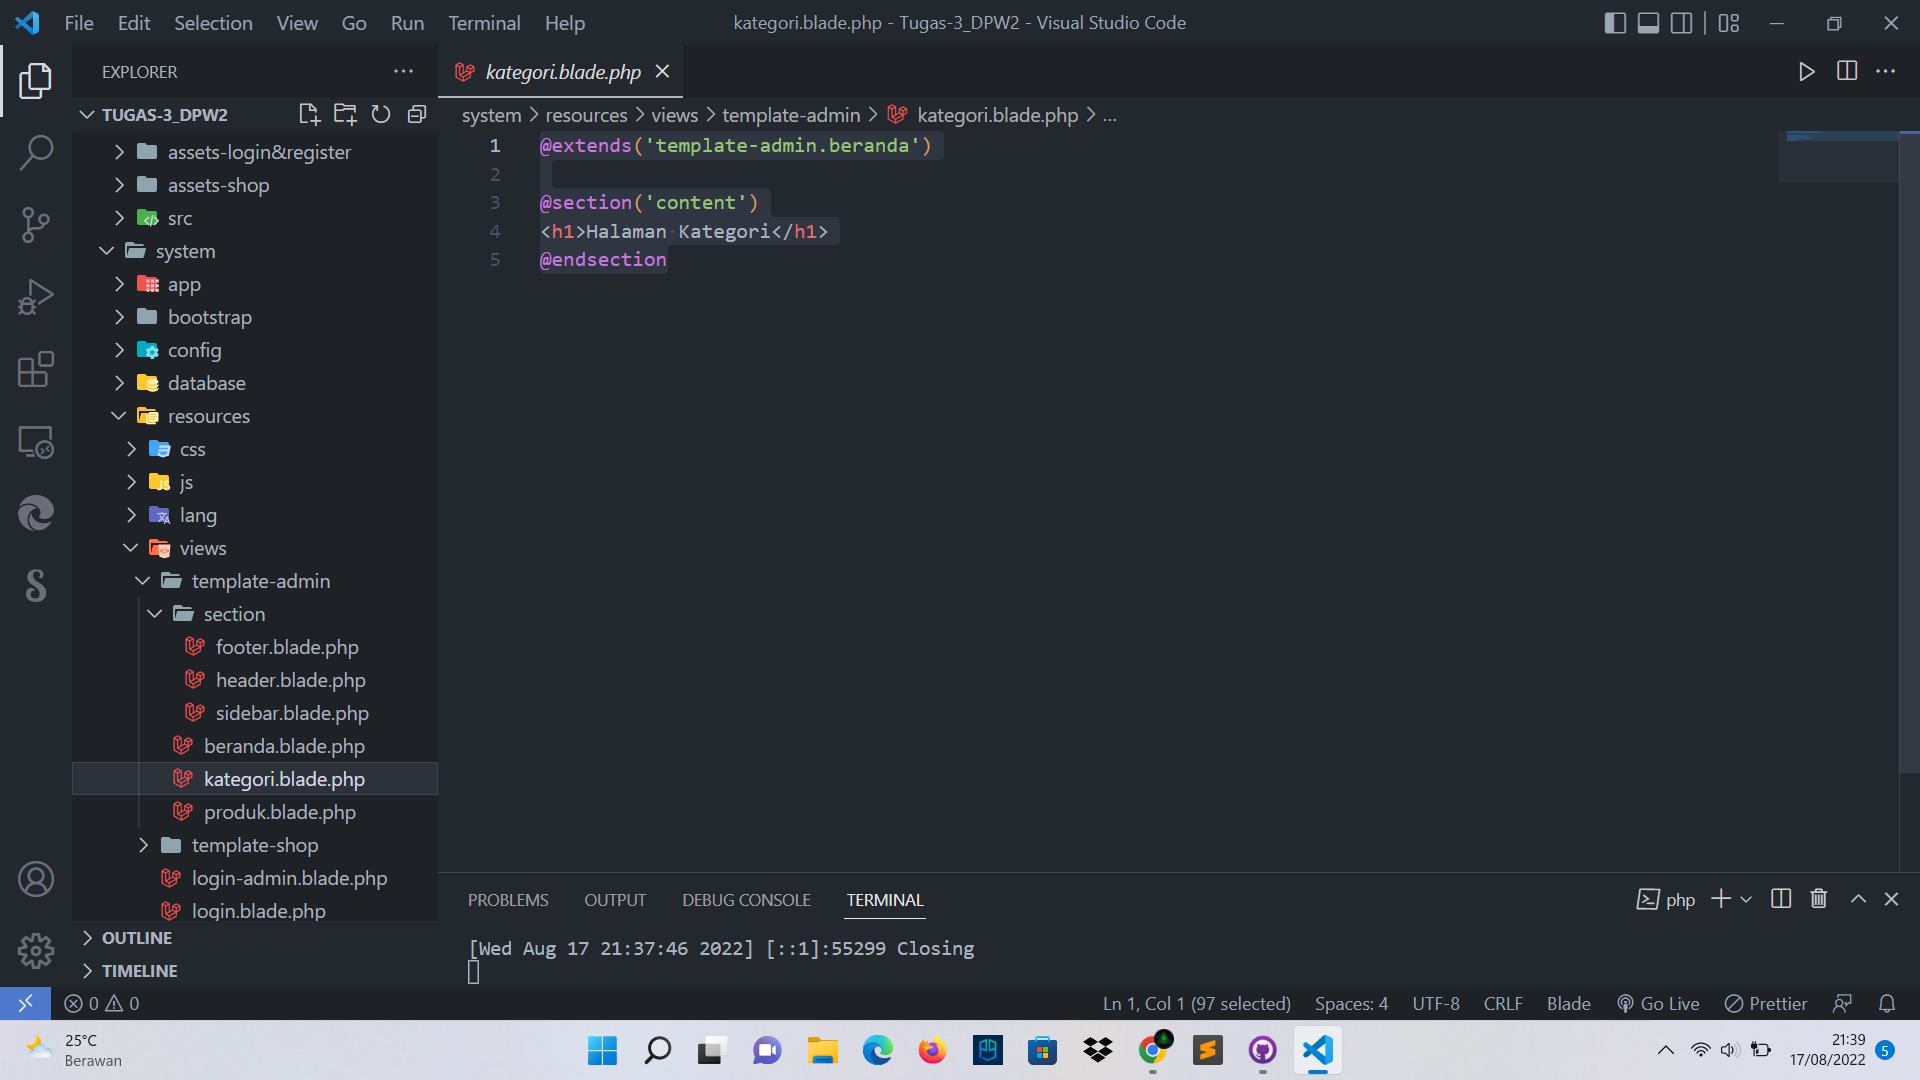 File Edit Selection View Go Run Terminal Help
kategori.blade.php - Tugas-3_DPW2 - Visual Studio Code
EXPLORER
TUGAS-3_DPW2
assets-login&register
assets-shop
src
system
app
bootstrap
config
database
resources
css
js
lang
views
template-admin
section
footer.blade.php
header.blade.php
sidebar.blade.php
beranda.blade.php
kategori.blade.php
produk.blade.php
template-shop
login-admin.blade.php
login.blade.php
OUTLINE
TIMELINE
kategori.blade.php
system > resources > views > template-admin > kategori.blade.php > ...
1 @extends('template-admin.beranda')
2
3 @section('content')
4 <h1>Halaman Kategori</h1>
5 @endsection
PROBLEMS OUTPUT DEBUG CONSOLE TERMINAL
php
[Wed Aug 17 21:37:46 2022] [::1]:55299 Closing
0 0
Ln 1, Col 1 (97 selected) Spaces: 4 UTF-8 CRLF Blade Go Live Prettier
25°C
Berawan
21:39
17/08/2022
5